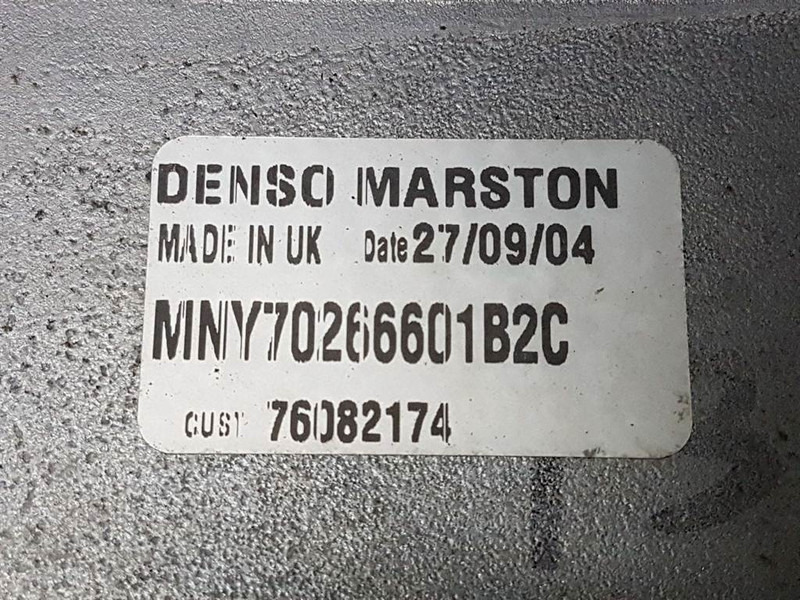 DENSO MARSTON
MADE IN UK Date 27/09/04
MNY70266601B2C
CUST 76082174